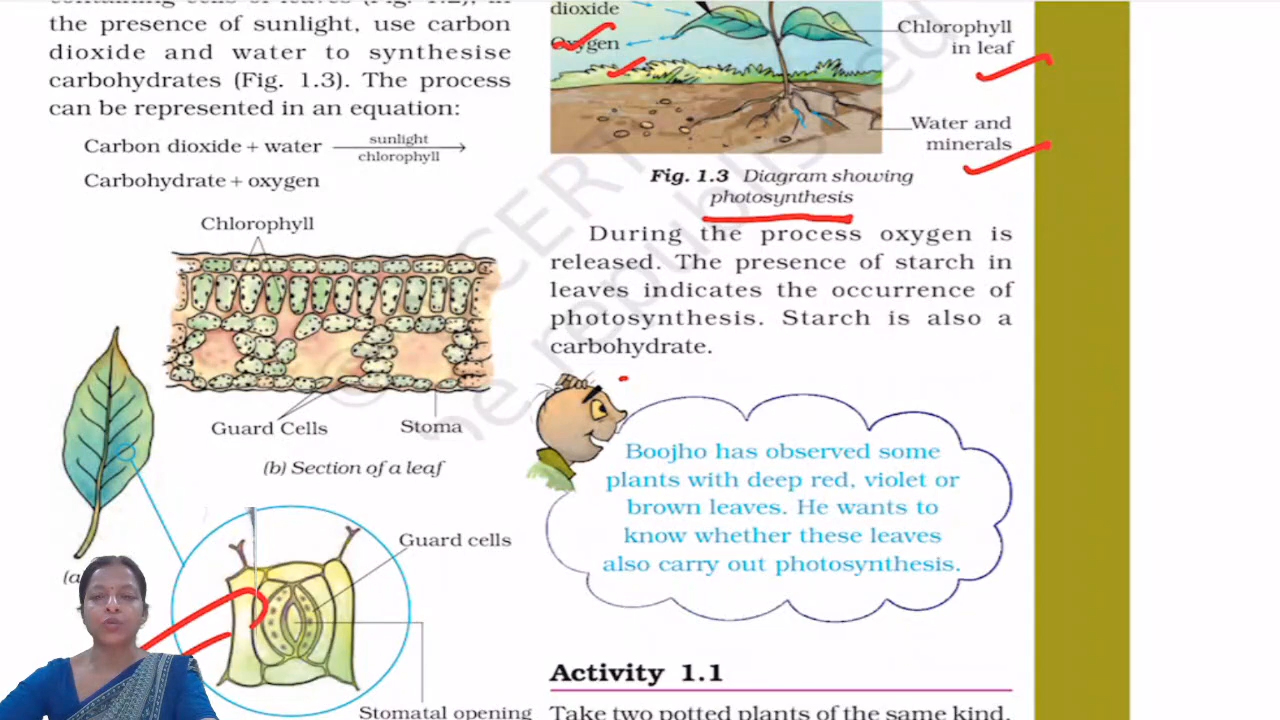 the presence of sunlight, use carbon
dioxide and water to synthesise
carbohydrates (Fig. 1.3). The process
can be represented in an equation:
Carbon dioxide + water
sunlight
chlorophyll
Carbohydrate + oxygen
Chlorophyll
Guard Cells
Stoma
(b) Section of a leaf
(a
Guard cells
Stomatal opening
dioxide
Oxygen
Chlorophyll
in leaf
Water and
minerals
Fig. 1.3 Diagram showing
photosynthesis
During the process oxygen is
released. The presence of starch in
leaves indicates the occurrence of
photosynthesis. Starch is also a
carbohydrate.
Boojho has observed some
plants with deep red, violet or
brown leaves. He wants to
know whether these leaves
also carry out photosynthesis.
Activity 1.1
Take two potted plants of the same kind.